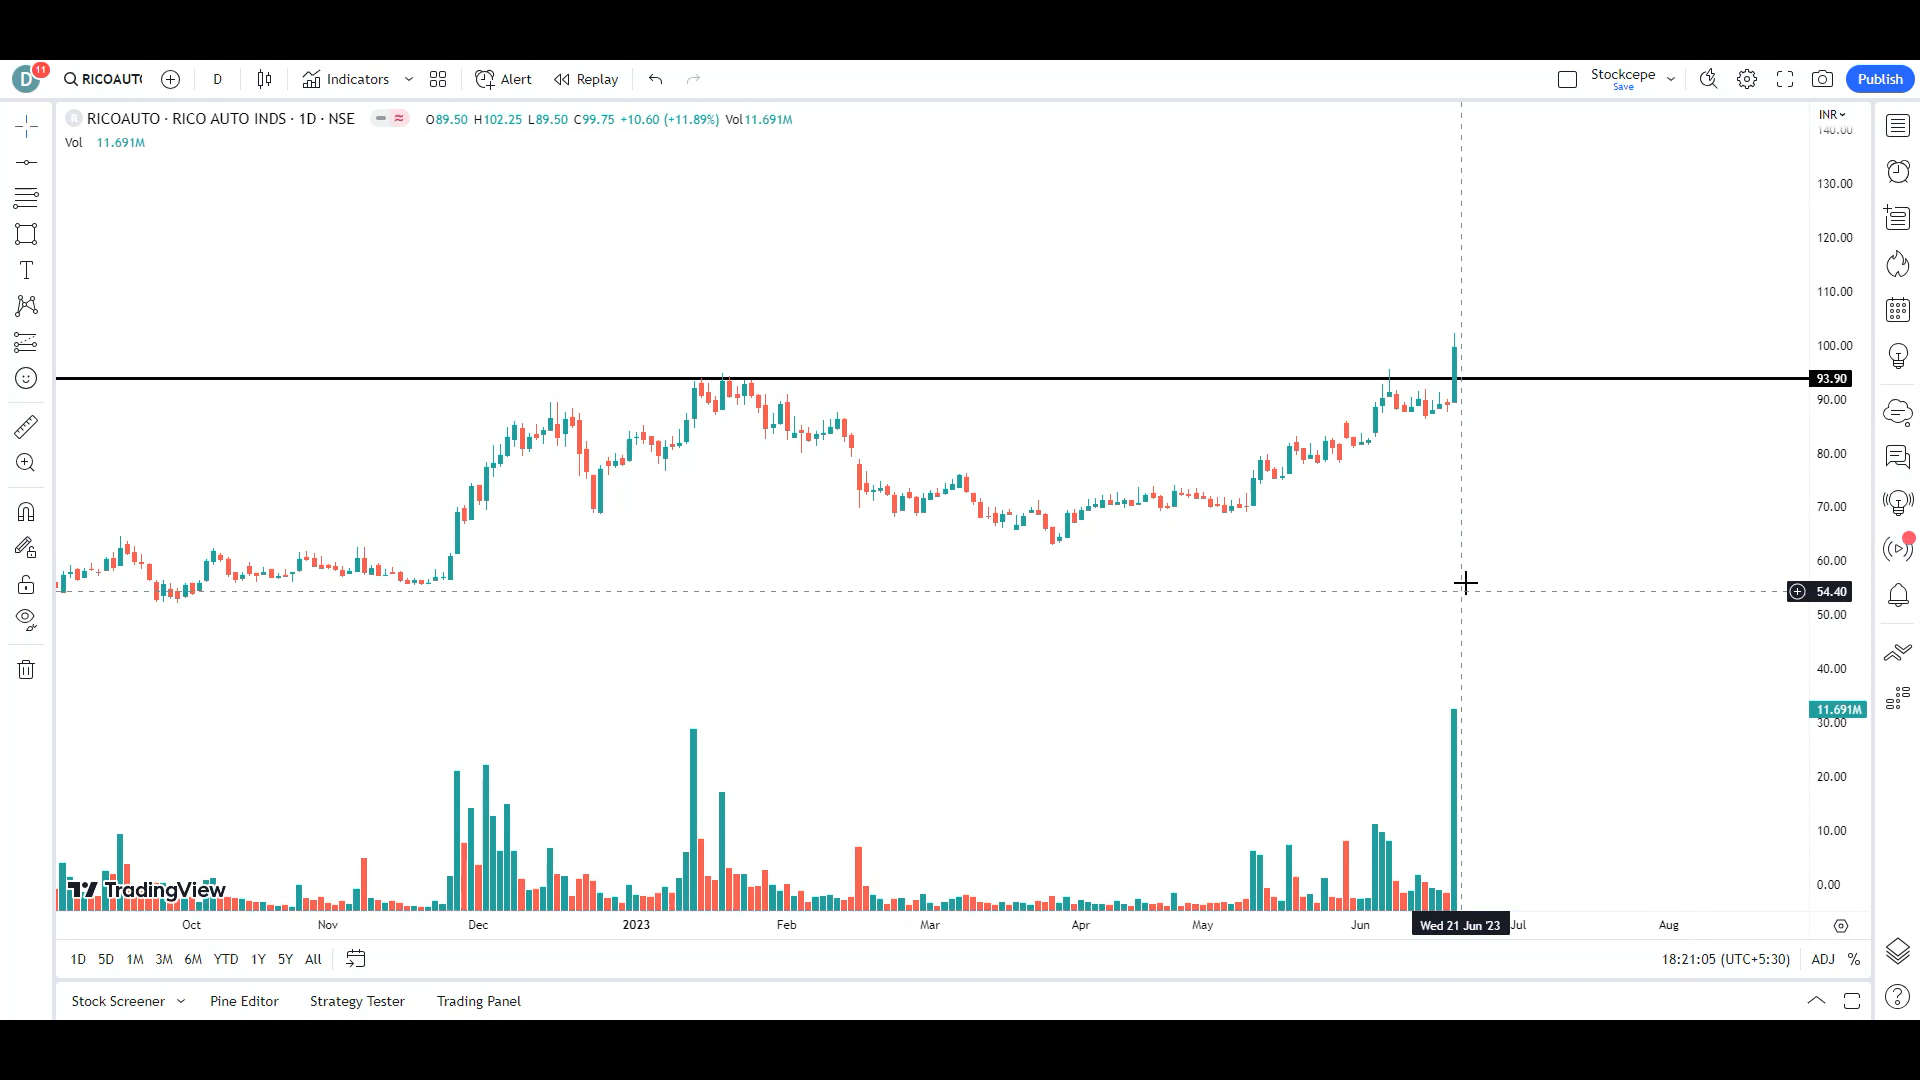 D
11
RICOAUTO
D
Indicators
Alert
Replay
Stockcepe
Save
Publish
R
RICOAUTO · RICO AUTO INDS · 1D · NSE
O89.50 H102.25 L89.50 C99.75 +10.60 (+11.89%) Vol11.691M
Vol 11.691M
INR
140.00
130.00
120.00
110.00
100.00
93.90
90.00
80.00
70.00
60.00
54.40
50.00
40.00
11.691M
30.00
20.00
10.00
0.00
TradingView
Oct
Nov
Dec
2023
Feb
Mar
Apr
May
Jun
Wed 21 Jun '23
Jul
Aug
1D 5D 1M 3M 6M YTD 1Y 5Y All
18:21:05 (UTC+5:30)
ADJ
%
Stock Screener
Pine Editor
Strategy Tester
Trading Panel